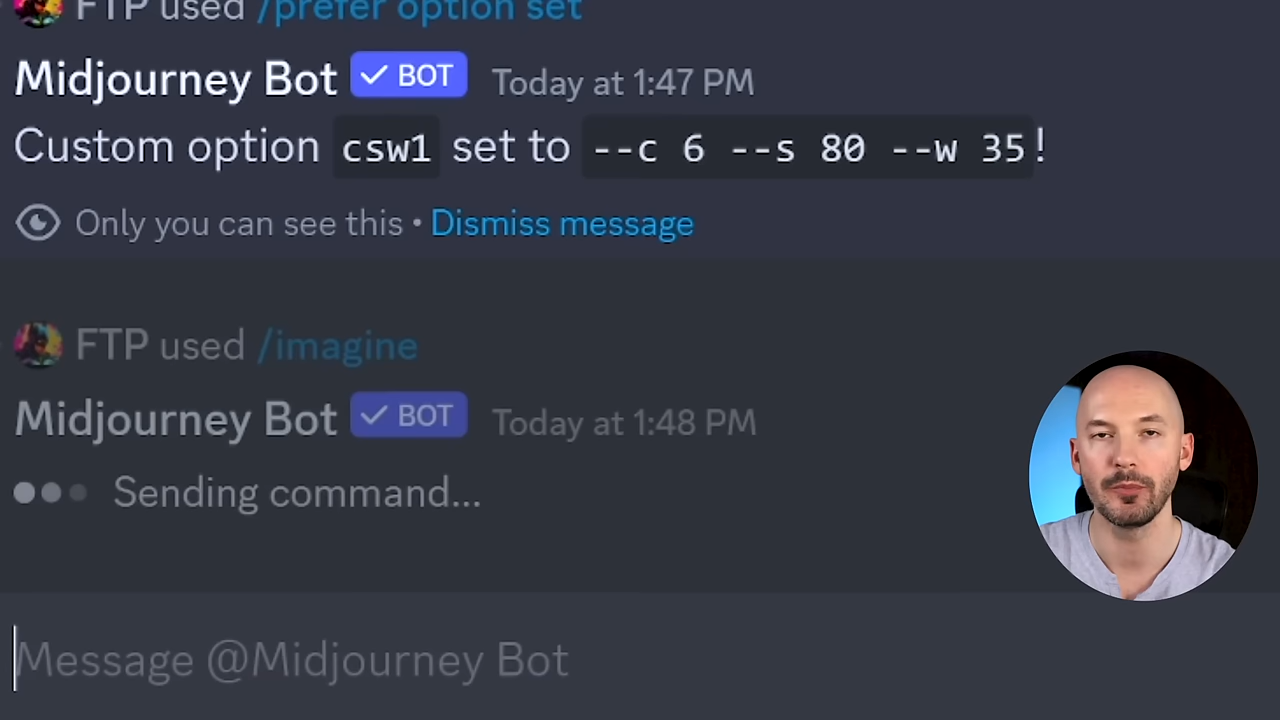 FTP used /prefer option set
Midjourney Bot ✓ BOT Today at 1:47 PM
Custom option csw1 set to --c 6 --s 80 --w 35!
Only you can see this • Dismiss message
FTP used /imagine
Midjourney Bot ✓ BOT Today at 1:48 PM
Sending command...
Message @Midjourney Bot